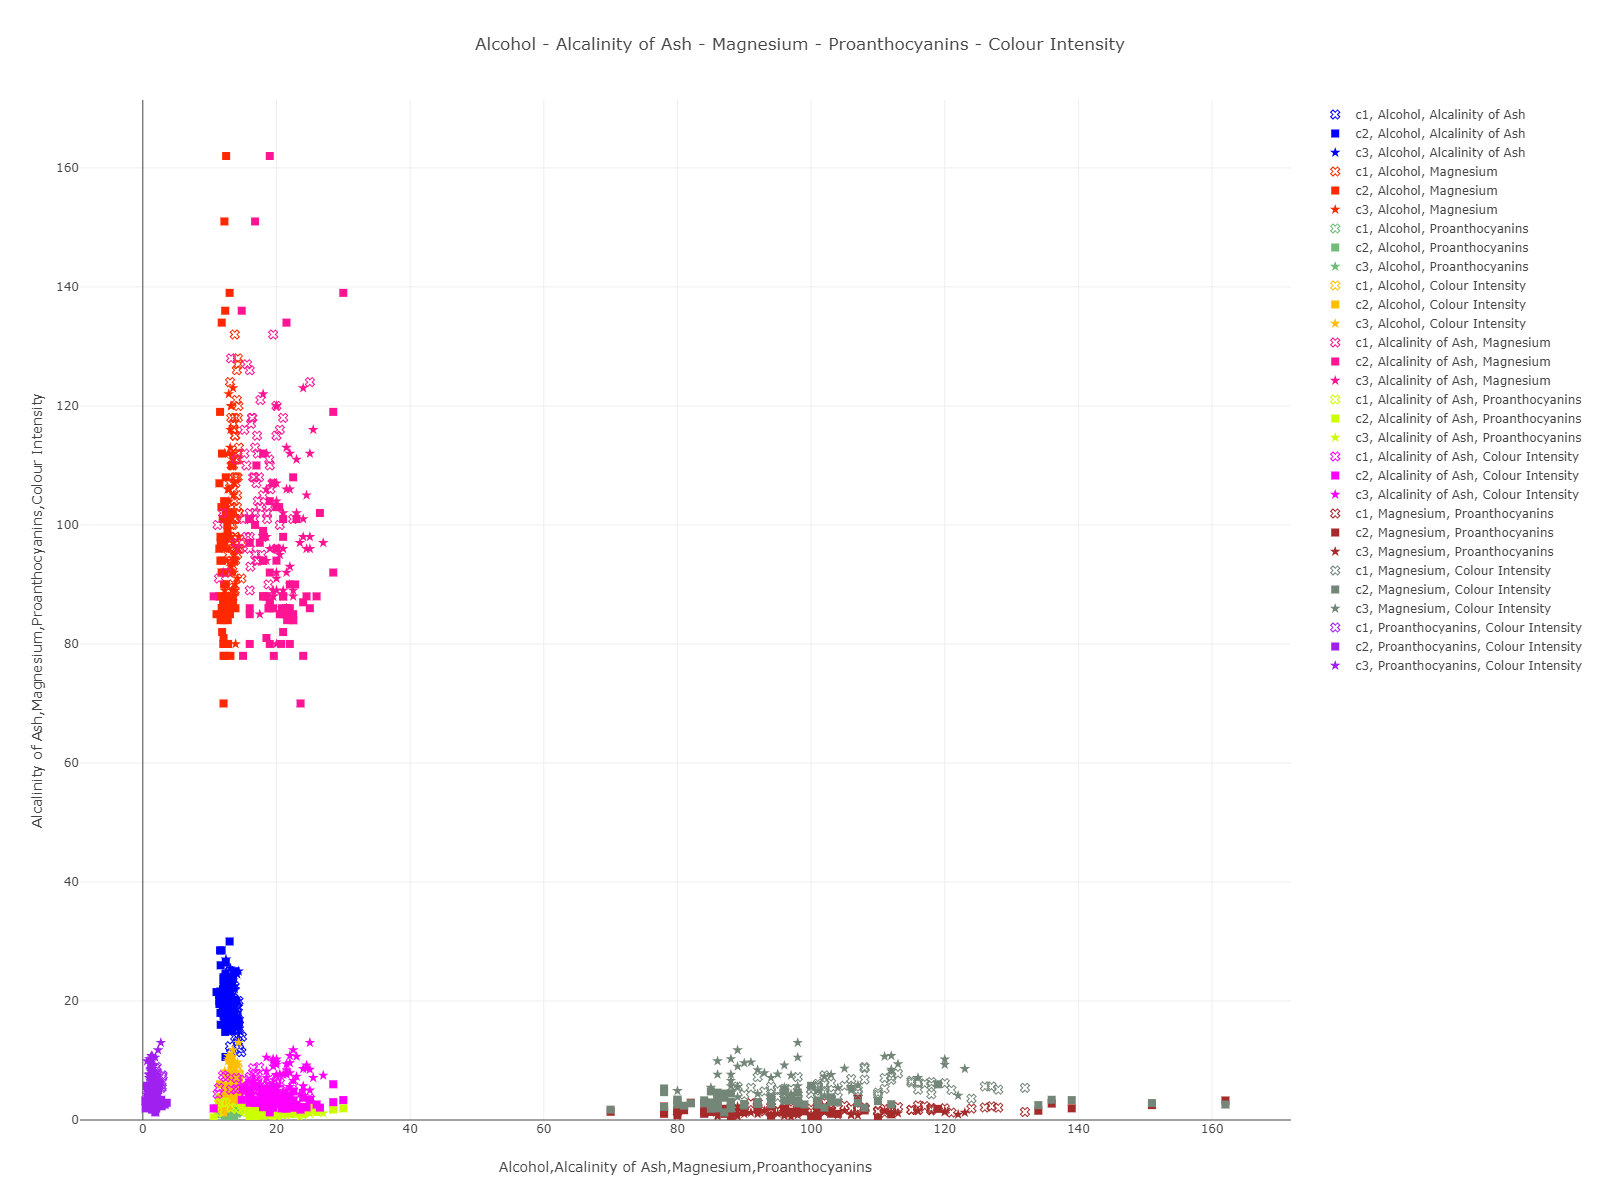 Alcohol - Alcalinity of Ash - Magnesium - Proanthocyanins - Colour Intensity
Alcalinity of Ash,Magnesium,Proanthocyanins,Colour Intensity
160
140
120
100
80
60
40
20
0
0 20 40 60 80 100 120 140 160
Alcohol,Alcalinity of Ash,Magnesium,Proanthocyanins
c1, Alcohol, Alcalinity of Ash
c2, Alcohol, Alcalinity of Ash
c3, Alcohol, Alcalinity of Ash
c1, Alcohol, Magnesium
c2, Alcohol, Magnesium
c3, Alcohol, Magnesium
c1, Alcohol, Proanthocyanins
c2, Alcohol, Proanthocyanins
c3, Alcohol, Proanthocyanins
c1, Alcohol, Colour Intensity
c2, Alcohol, Colour Intensity
c3, Alcohol, Colour Intensity
c1, Alcalinity of Ash, Magnesium
c2, Alcalinity of Ash, Magnesium
c3, Alcalinity of Ash, Magnesium
c1, Alcalinity of Ash, Proanthocyanins
c2, Alcalinity of Ash, Proanthocyanins
c3, Alcalinity of Ash, Proanthocyanins
c1, Alcalinity of Ash, Colour Intensity
c2, Alcalinity of Ash, Colour Intensity
c3, Alcalinity of Ash, Colour Intensity
c1, Magnesium, Proanthocyanins
c2, Magnesium, Proanthocyanins
c3, Magnesium, Proanthocyanins
c1, Magnesium, Colour Intensity
c2, Magnesium, Colour Intensity
c3, Magnesium, Colour Intensity
c1, Proanthocyanins, Colour Intensity
c2, Proanthocyanins, Colour Intensity
c3, Proanthocyanins, Colour Intensity